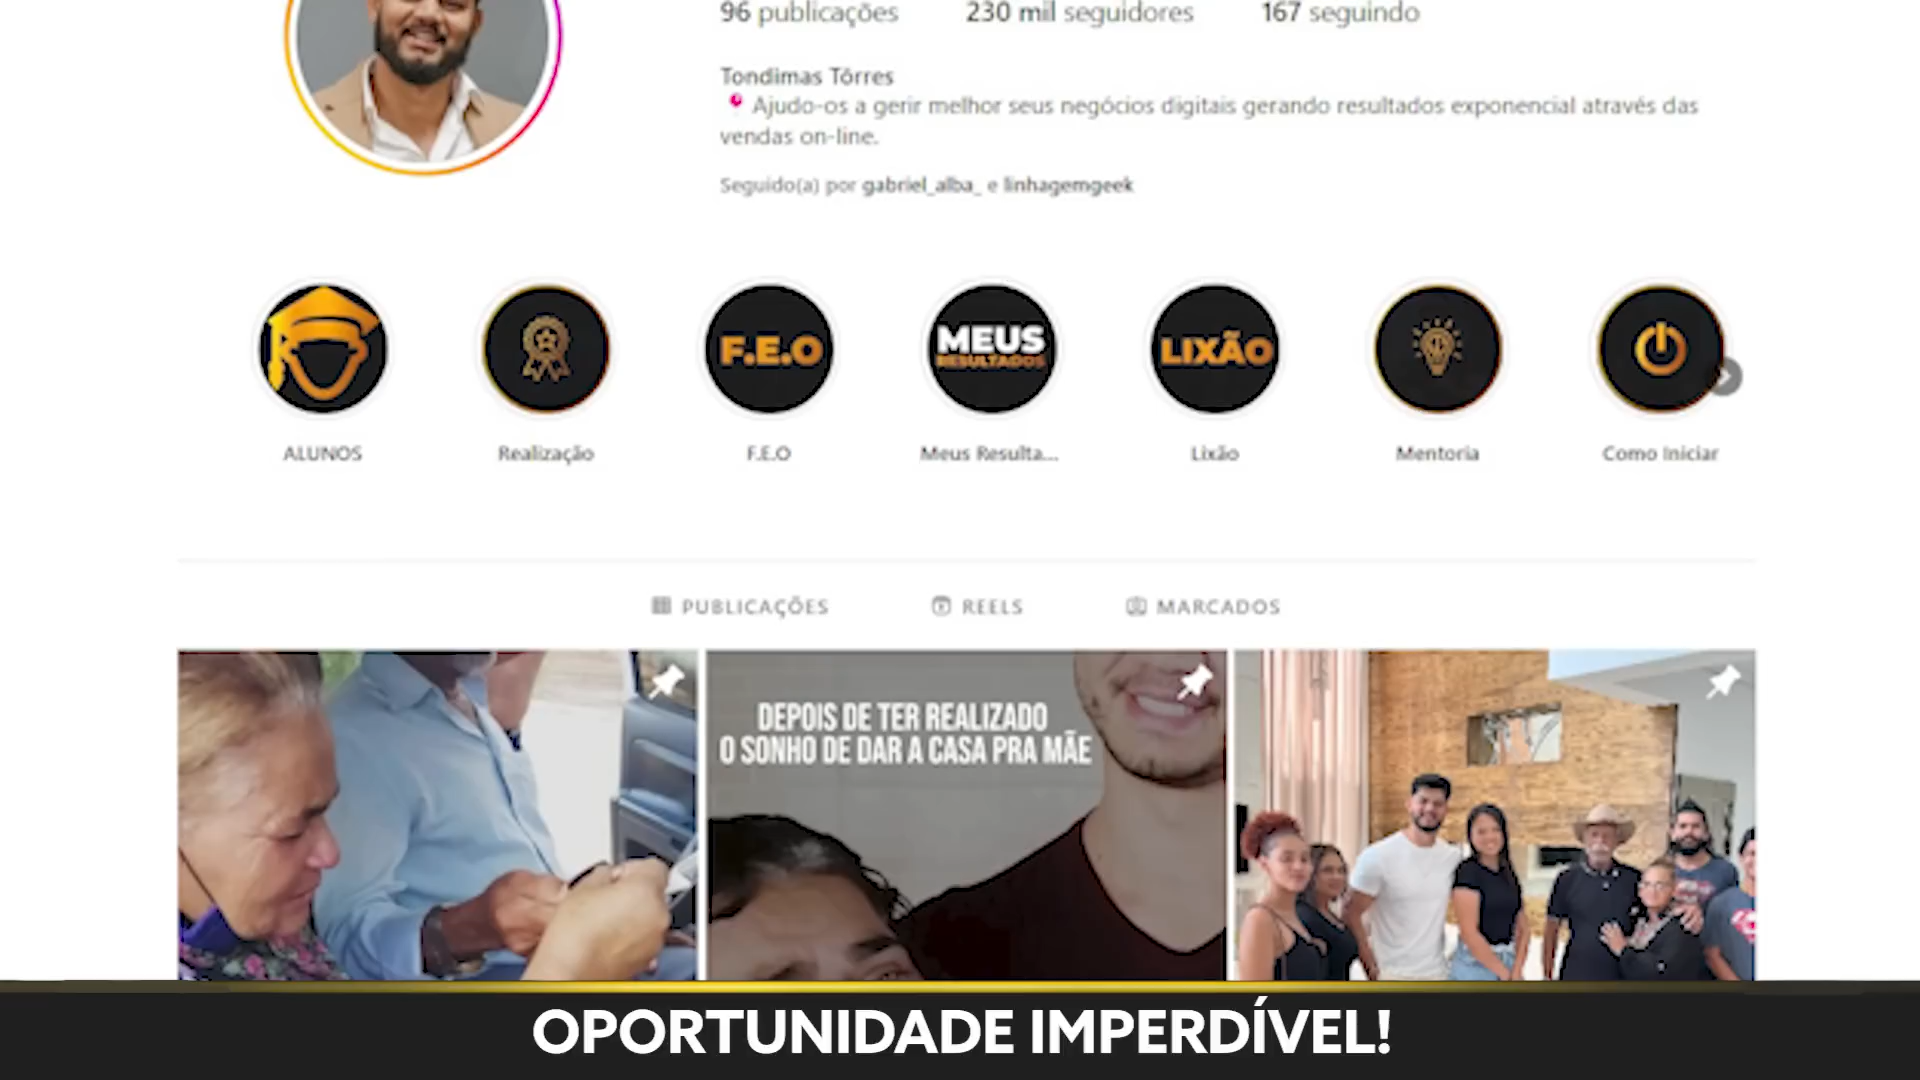 96 publicações 230 mil seguidores 167 seguindo
Tondimas Tôrres
Ajudo-os a gerir melhor seus negócios digitais gerando resultados exponencial através das
vendas on-line.
Seguido(a) por gabriel_alba_ e linhagemgeek
F.E.O
MEUS
RESULTADOS
LIXÃO
ALUNOS Realização F.E.O Meus Resulta... Lixão Mentoria Como Iniciar
PUBLICAÇÕES REELS MARCADOS
DEPOIS DE TER REALIZADO
O SONHO DE DAR A CASA PRA MÃE
OPORTUNIDADE IMPERDÍVEL!